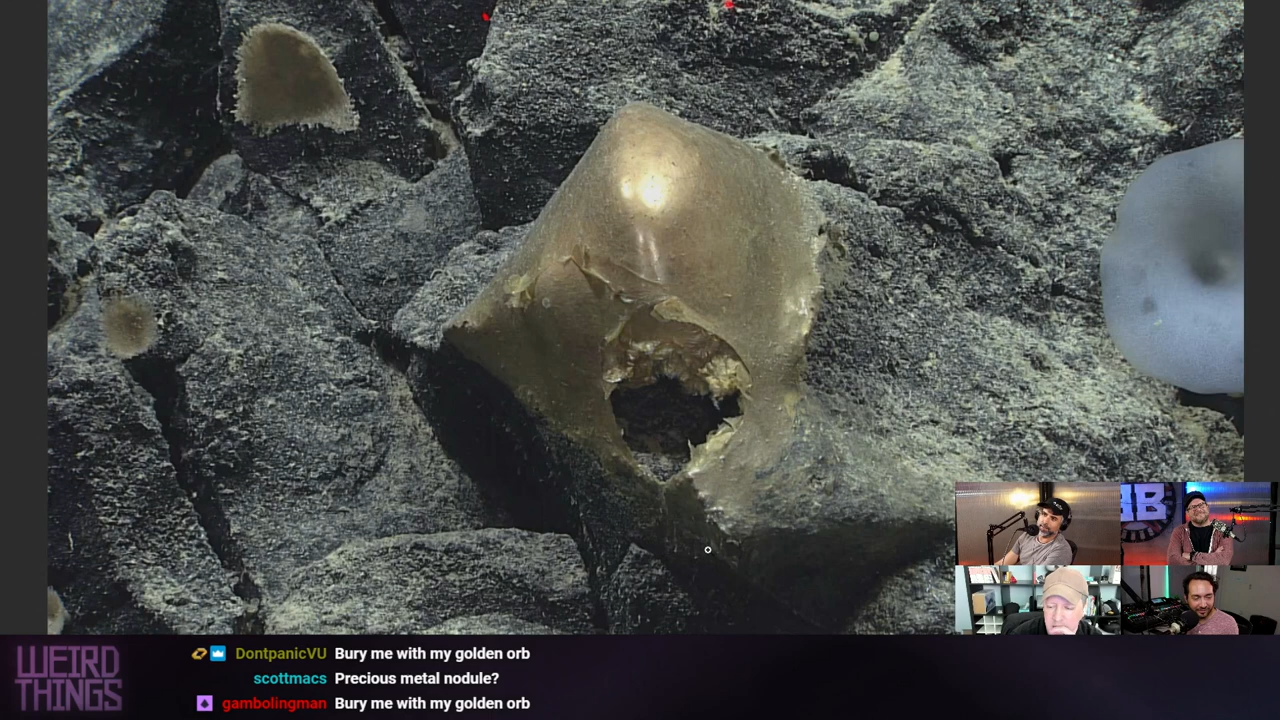 BB
WEIRD
THINGS
DontpanicVU Bury me with my golden orb
scottmacs Precious metal nodule?
gambolingman Bury me with my golden orb